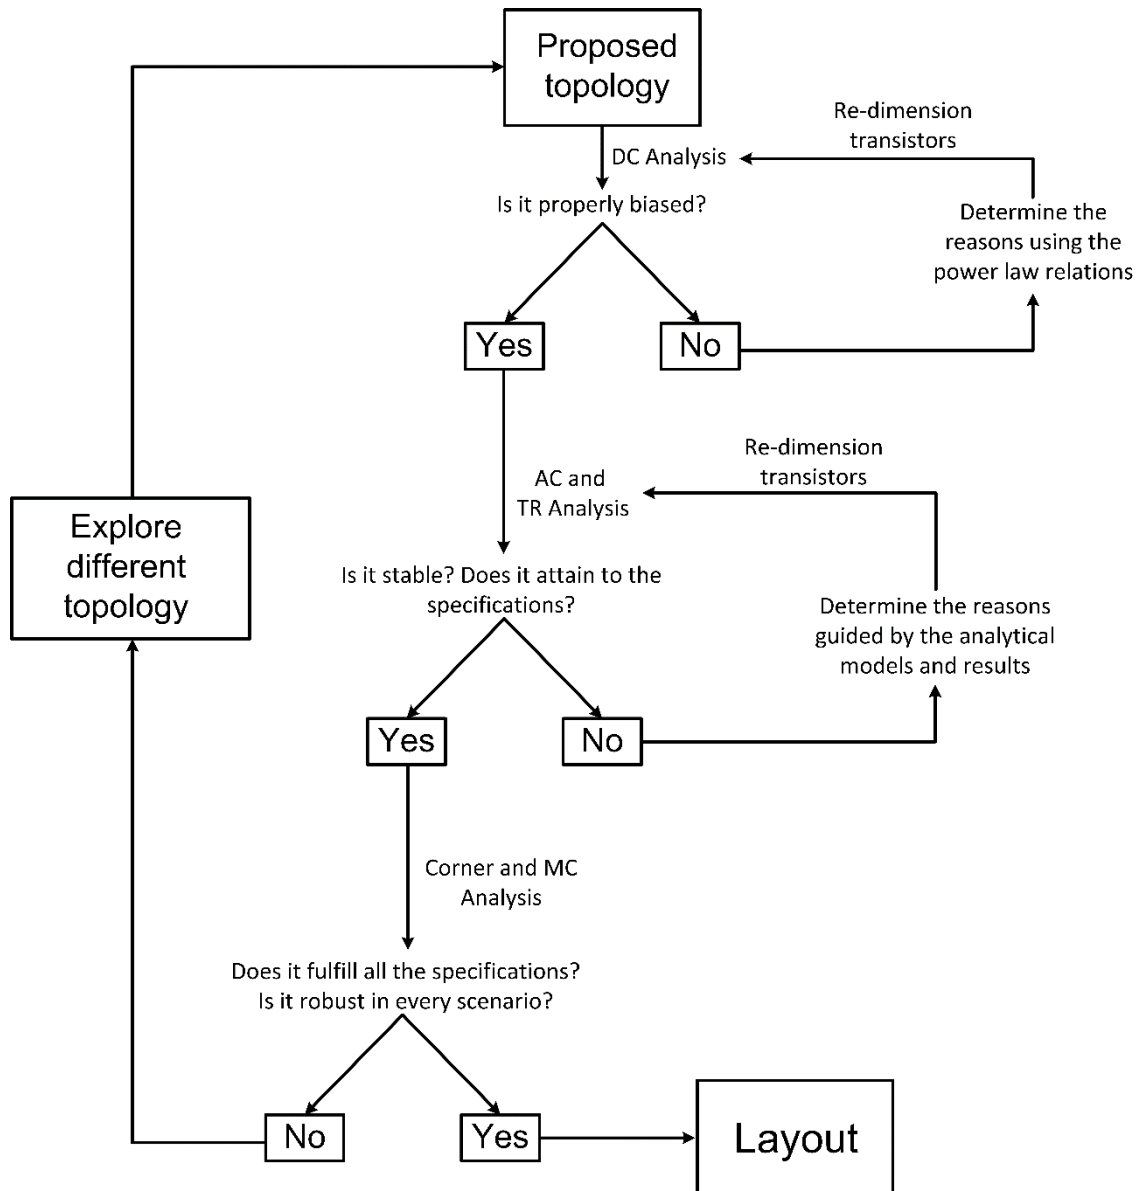 Proposed
topology
Re-dimension
transistors
DC Analysis
Is it properly biased?
Determine the
reasons using the
power law relations
Yes
No
Re-dimension
transistors
AC and
TR Analysis
Explore
different
topology
Is it stable? Does it attain to the
specifications?
Determine the reasons
guided by the analytical
models and results
Yes
No
Corner and MC
Analysis
Does it fulfill all the specifications?
Is it robust in every scenario?
No
Yes
Layout